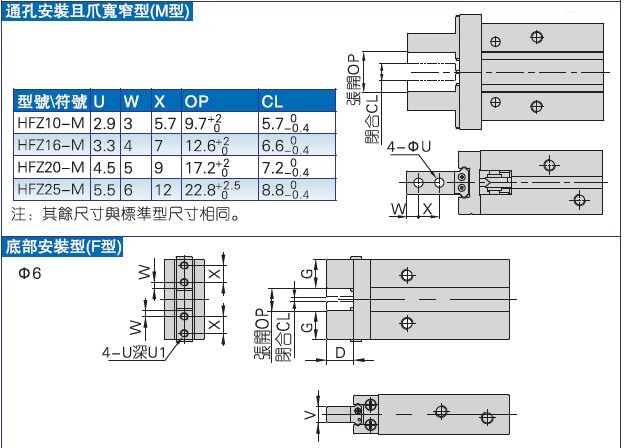 通孔安裝且爪寬窄型(M型)
型號\符號 U W X OP CL
HFZ10-M 2.9 3 5.7 9.7+2 0 5.7 0 -0.4
HFZ16-M 3.3 4 7 12.6+2 0 6.6 0 -0.4
HFZ20-M 4.5 5 9 17.2+2 0 7.2 0 -0.4
HFZ25-M 5.5 6 12 22.8+2.5 0 8.8 0 -0.4
注：其餘尺寸與標準型尺寸相同。
張開OP
閉合CL
4-ΦU
W X
底部安裝型(F型)
Φ6
W
X
W
X
4-U深U1
G
張開OP
閉合CL
G
D
V